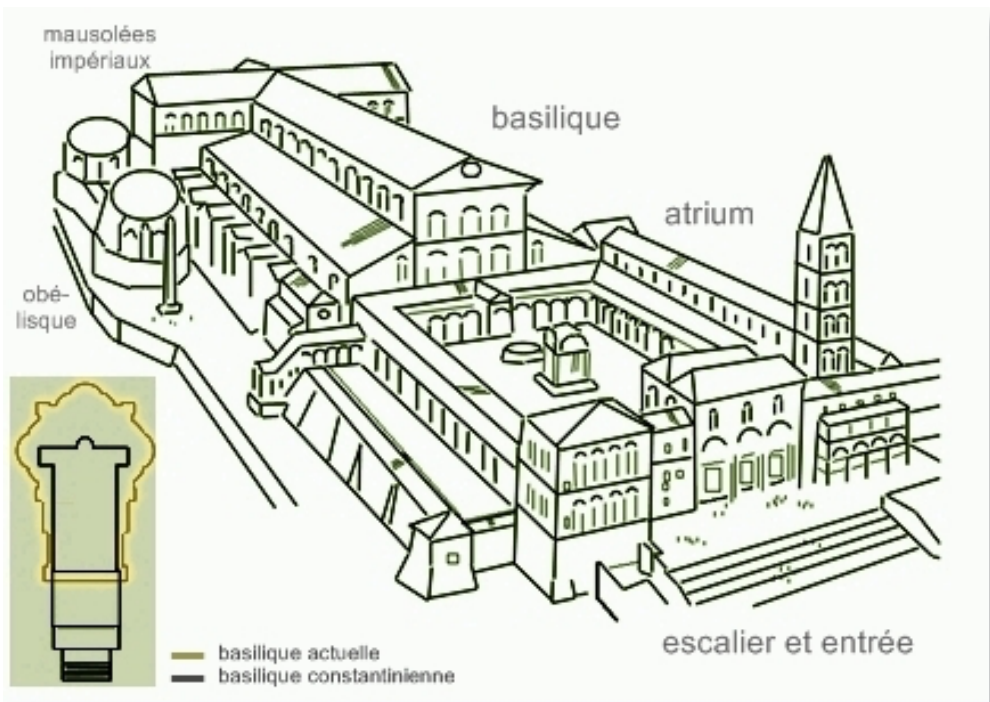 mausolées
impériaux
basilique
atrium
obé-
lisque
basilique actuelle
basilique constantinienne
escalier et entrée